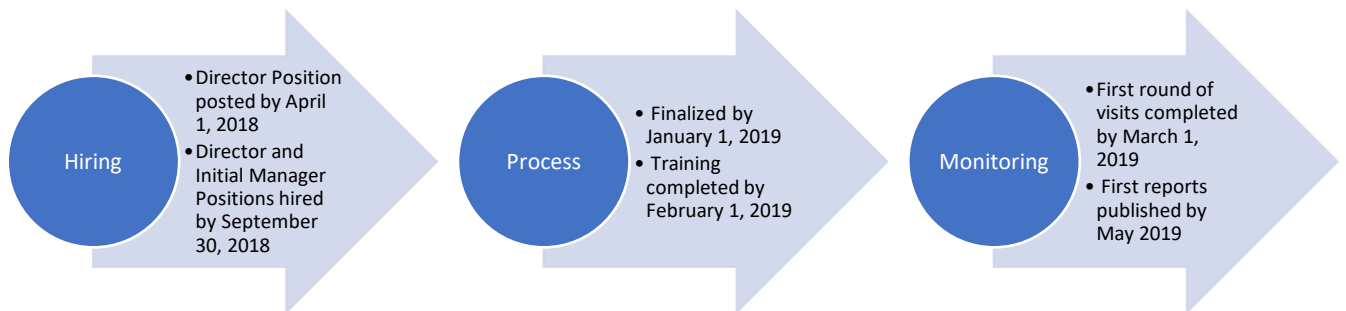 Hiring
•Director Position
posted by April
1, 2018
•Director and
Initial Manager
Positions hired
by September
30, 2018
Process
• Finalized by
January 1, 2019
• Training
completed by
February 1, 2019
Monitoring
•First round of
visits completed
by March 1,
2019
• First reports
published by
May 2019